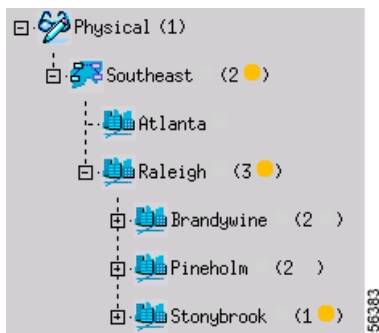 Physical (1)
Southeast (2 )
Atlanta
Raleigh (3 )
Brandywine (2 )
Pineholm (2 )
Stonybrook (1 )
56383